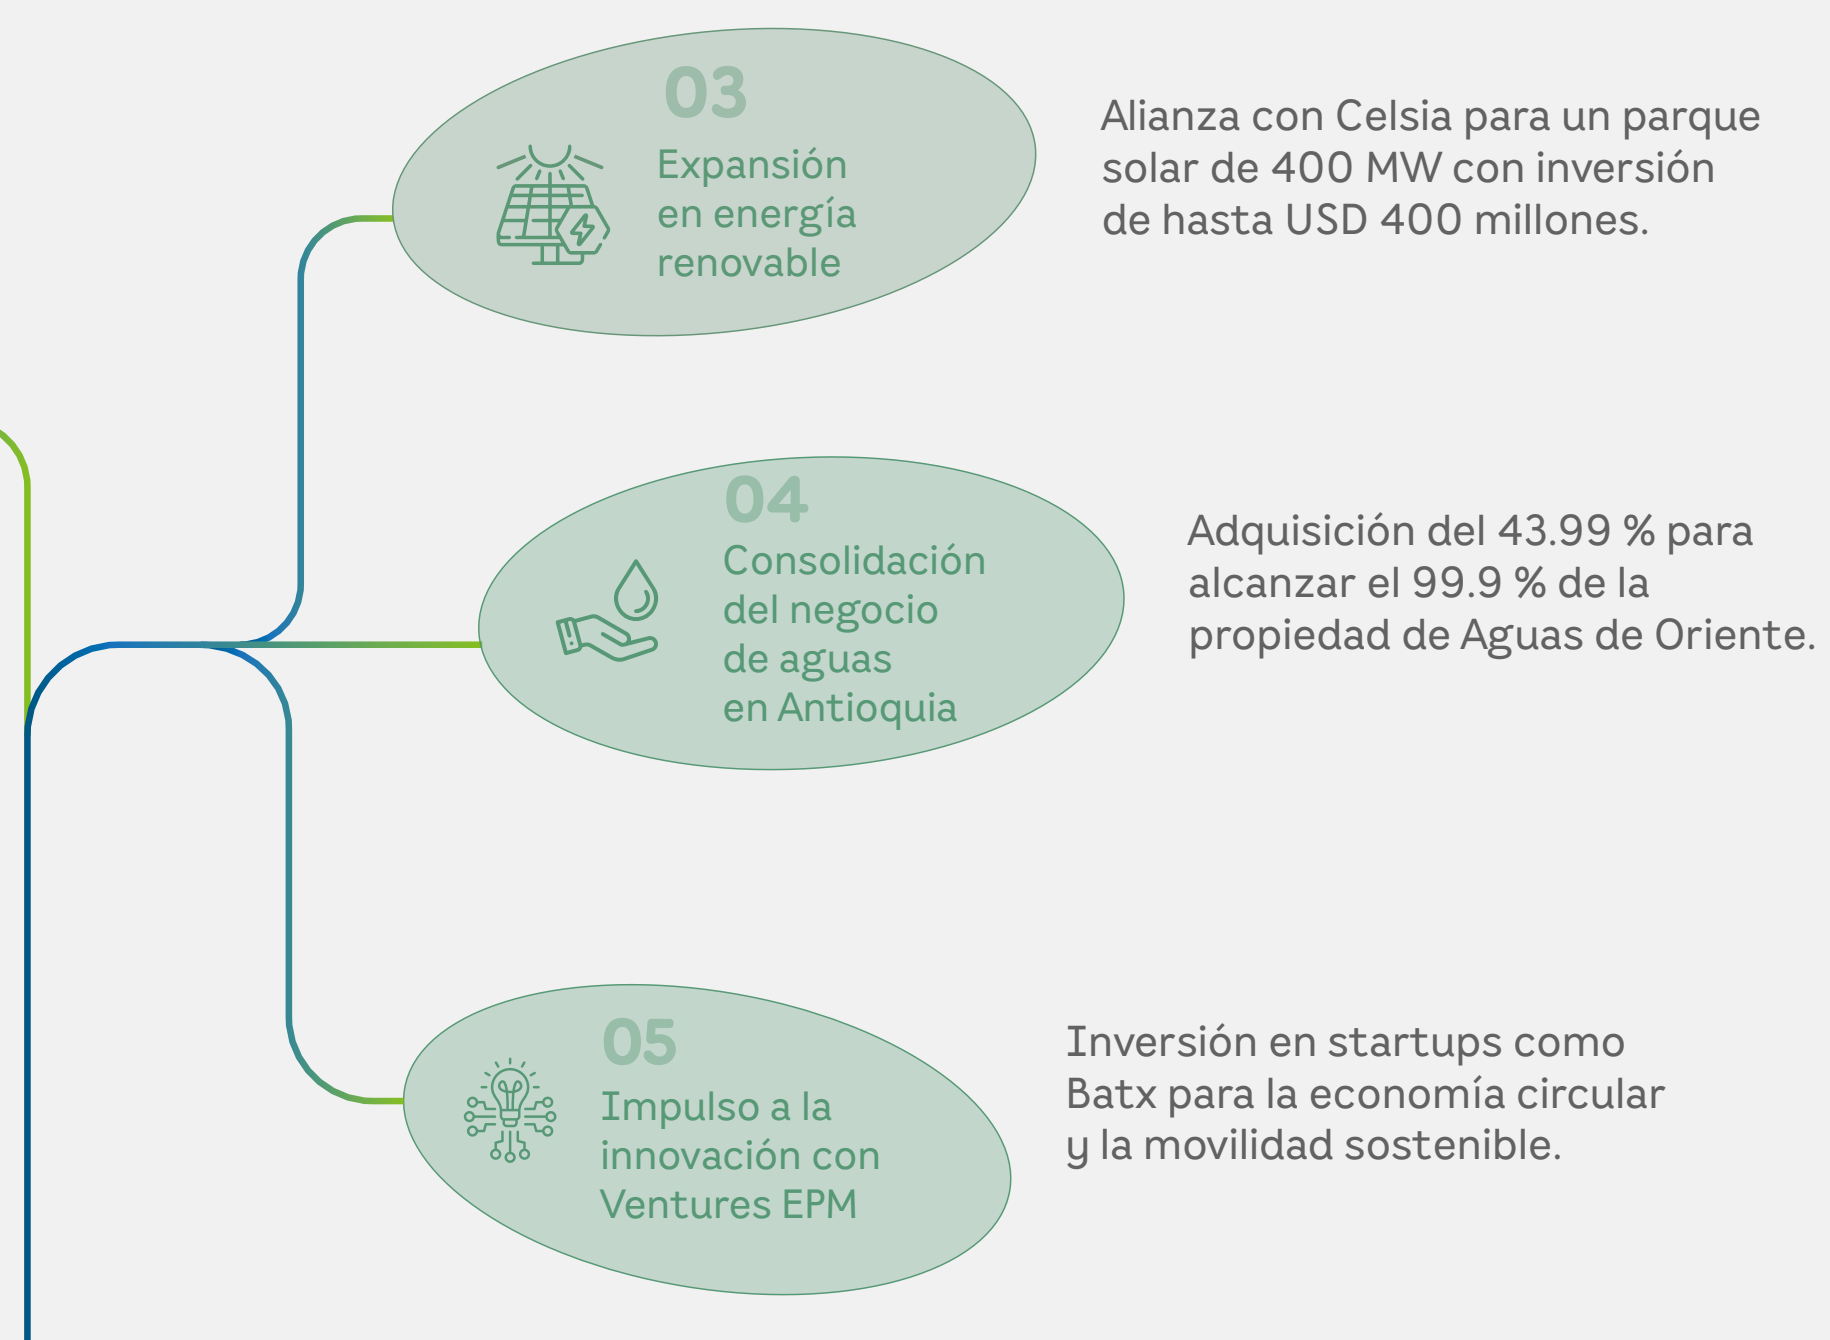 03
Expansión
en energía
renovable
Alianza con Celsia para un parque
solar de 400 MW con inversión
de hasta USD 400 millones.
04
Consolidación
del negocio
de aguas
en Antioquia
Adquisición del 43.99 % para
alcanzar el 99.9 % de la
propiedad de Aguas de Oriente.
05
Impulso a la
innovación con
Ventures EPM
Inversión en startups como
Batx para la economía circular
y la movilidad sostenible.